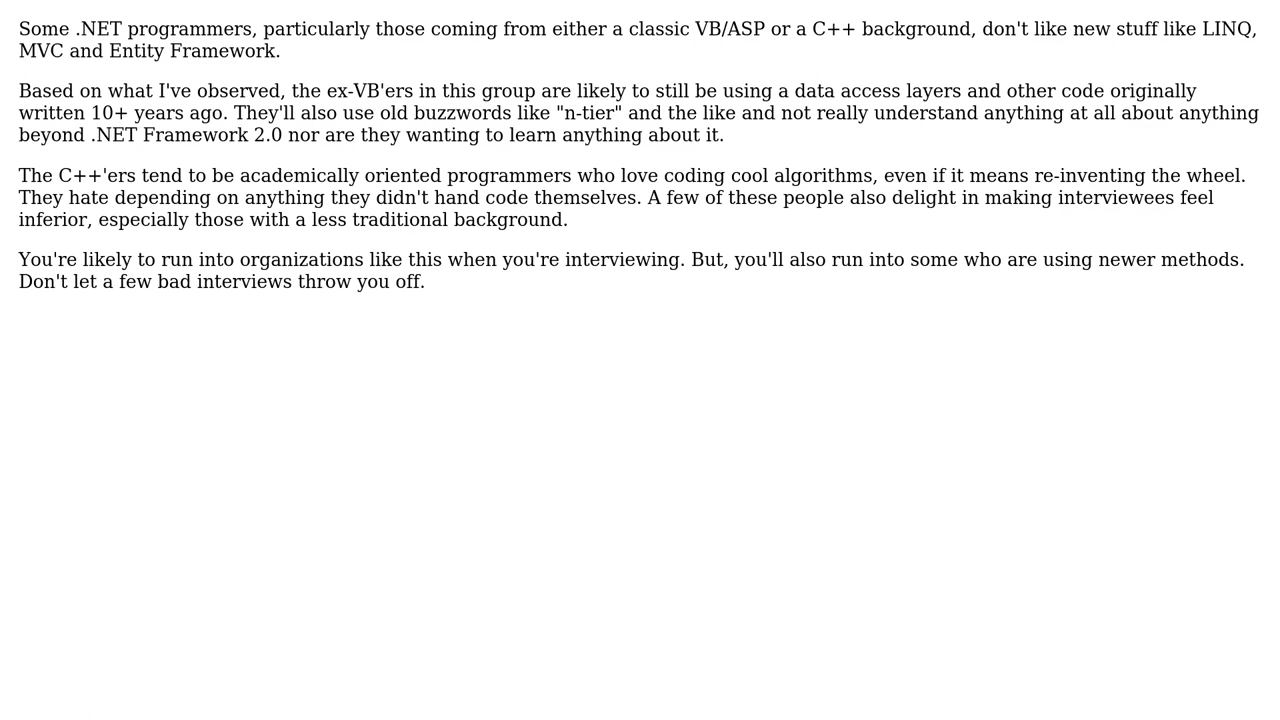 Some .NET programmers, particularly those coming from either a classic VB/ASP or a C++ background, don't like new stuff like LINQ,
MVC and Entity Framework.
Based on what I've observed, the ex-VB'ers in this group are likely to still be using a data access layers and other code originally
written 10+ years ago. They'll also use old buzzwords like "n-tier" and the like and not really understand anything at all about anything
beyond .NET Framework 2.0 nor are they wanting to learn anything about it.
The C++'ers tend to be academically oriented programmers who love coding cool algorithms, even if it means re-inventing the wheel.
They hate depending on anything they didn't hand code themselves. A few of these people also delight in making interviewees feel
inferior, especially those with a less traditional background.
You're likely to run into organizations like this when you're interviewing. But, you'll also run into some who are using newer methods.
Don't let a few bad interviews throw you off.